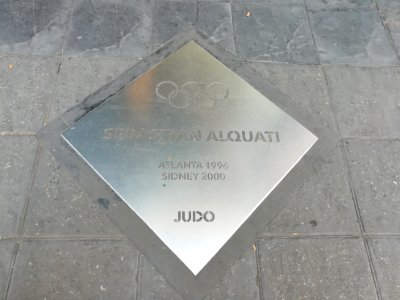 SEBASTIAN ALQUATI
ATLANTA 1996
SIDNEY 2000
JUDO